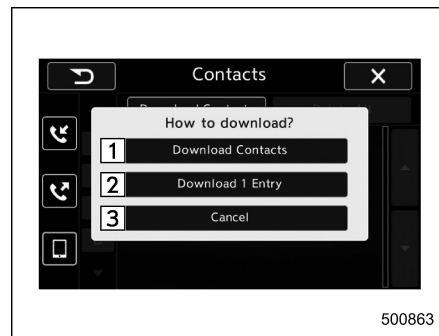 Contacts
How to download?
1 Download Contacts
2 Download 1 Entry
3 Cancel
500863